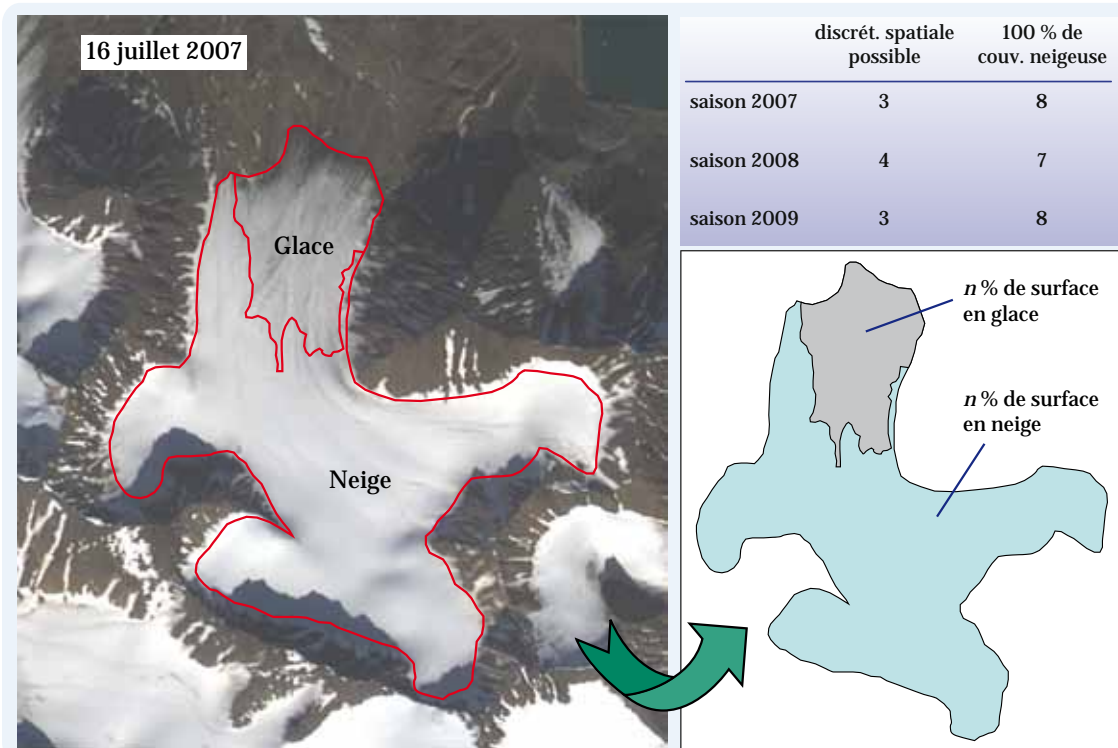 16 juillet 2007
Glace
Neige
discrét. spatiale 100 % de
possible couv. neigeuse
saison 2007 3 8
saison 2008 4 7
saison 2009 3 8
n % de surface
en glace
n % de surface
en neige